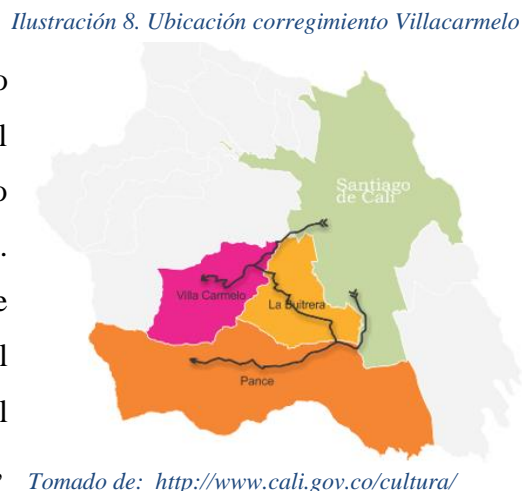 Ilustración 8. Ubicación corregimiento Villacarmelo
o
l
o
.
e
l
l
,
Santiago
de Cali
Villa Carmelo
La Buitrera
Pance
Tomado de: http://www.cali.gov.co/cultura/